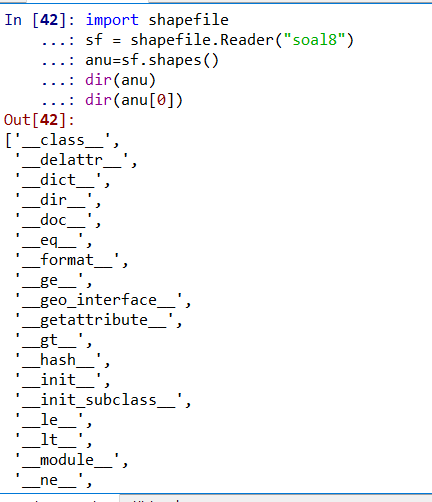 In [42]: import shapefile
...: sf = shapefile.Reader("soal8")
...: anu=sf.shapes()
...: dir(anu)
...: dir(anu[0])
Out[42]:
['__class__',
'__delattr__',
'__dict__',
'__dir__',
'__doc__',
'__eq__',
'__format__',
'__ge__',
'__geo_interface__',
'__getattribute__',
'__gt__',
'__hash__',
'__init__',
'__init_subclass__',
'__le__',
'__lt__',
'__module__',
'__ne__',